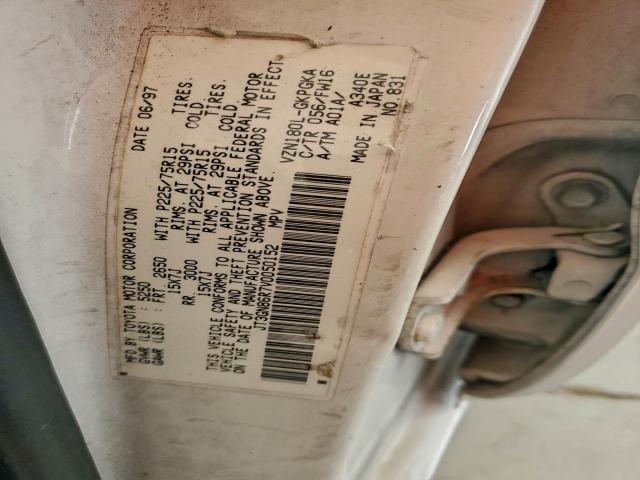 MFD BY TOYOTA MOTOR CORPORATION DATE 06/97
GVWR (LBS): 5250
GAWR (LBS): FRT. 2650 WITH P225/75R15 TIRES.
15X7J RIMS AT 29PSI COLD
RR. 3000 WITH P225/75R15 TIRES.
15X7J RIMS AT 29PSI COLD.
THIS VEHICLE CONFORMS TO ALL APPLICABLE FEDERAL MOTOR
VEHICLE SAFETY AND THEFT PREVENTION STANDARDS IN EFFECT
ON THE DATE OF MANUFACTURE SHOWN ABOVE.
JT3GN86R7V0050152 MPV
VZN180L-GKPGKA
C/TR 056/FW16
A/TM A01A/ A340E
MADE IN JAPAN
NO.831